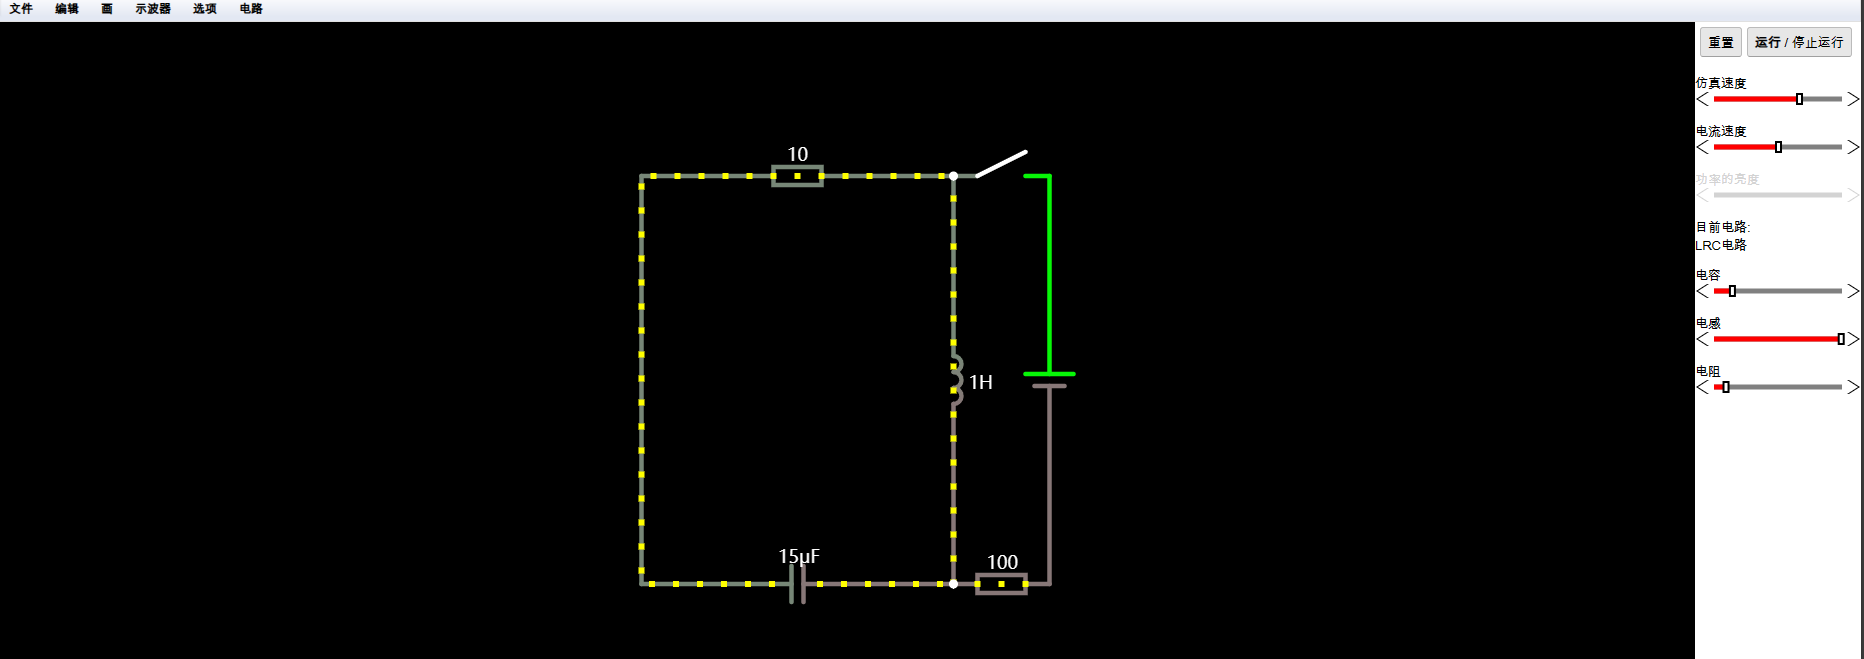 文件 编辑 画 示波器 选项 电路
重置 运行 / 停止运行
仿真速度
电流速度
功率的亮度
目前电路:
LRC电路
电容
电感
电阻
10
1H
15µF
100